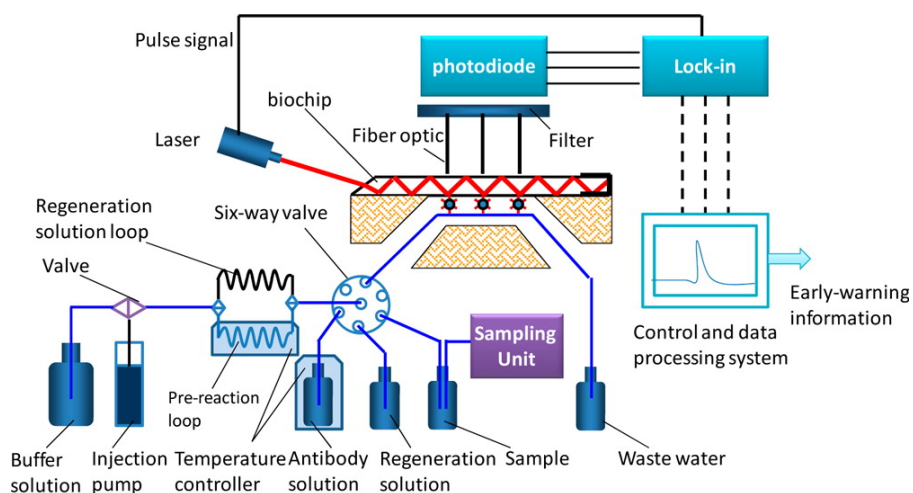 Pulse signal
photodiode
Lock-in
biochip
Laser
Fiber optic
Filter
Regeneration
solution loop
Six-way valve
Valve
Early-warning
information
Sampling
Unit
Control and data
processing system
Pre-reaction
loop
Buffer
solution
Injection
pump
Temperature
controller
Antibody
solution
Regeneration
solution
Sample
Waste water